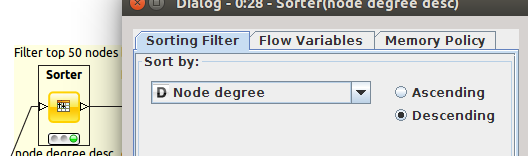 Dialog - 0:28 - Sorter(node degree desc)
Filter top 50 nodes
Sorter
node degree desc
Sorting Filter Flow Variables Memory Policy
Sort by:
D Node degree
Ascending
Descending